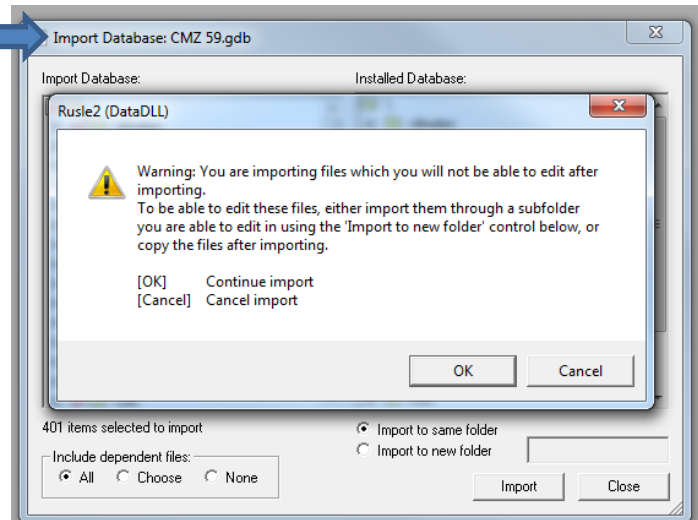 Import Database: CMZ 59.gdb
Import Database:
Installed Database:
Rusle2 (DataDLL)
Warning: You are importing files which you will not be able to edit after
importing.
To be able to edit these files, either import them through a subfolder
you are able to edit in using the 'Import to new folder' control below, or
copy the files after importing.
[OK] Continue import
[Cancel] Cancel import
OK
Cancel
401 items selected to import
Import to same folder
Import to new folder
Include dependent files:
All
Choose
None
Import
Close